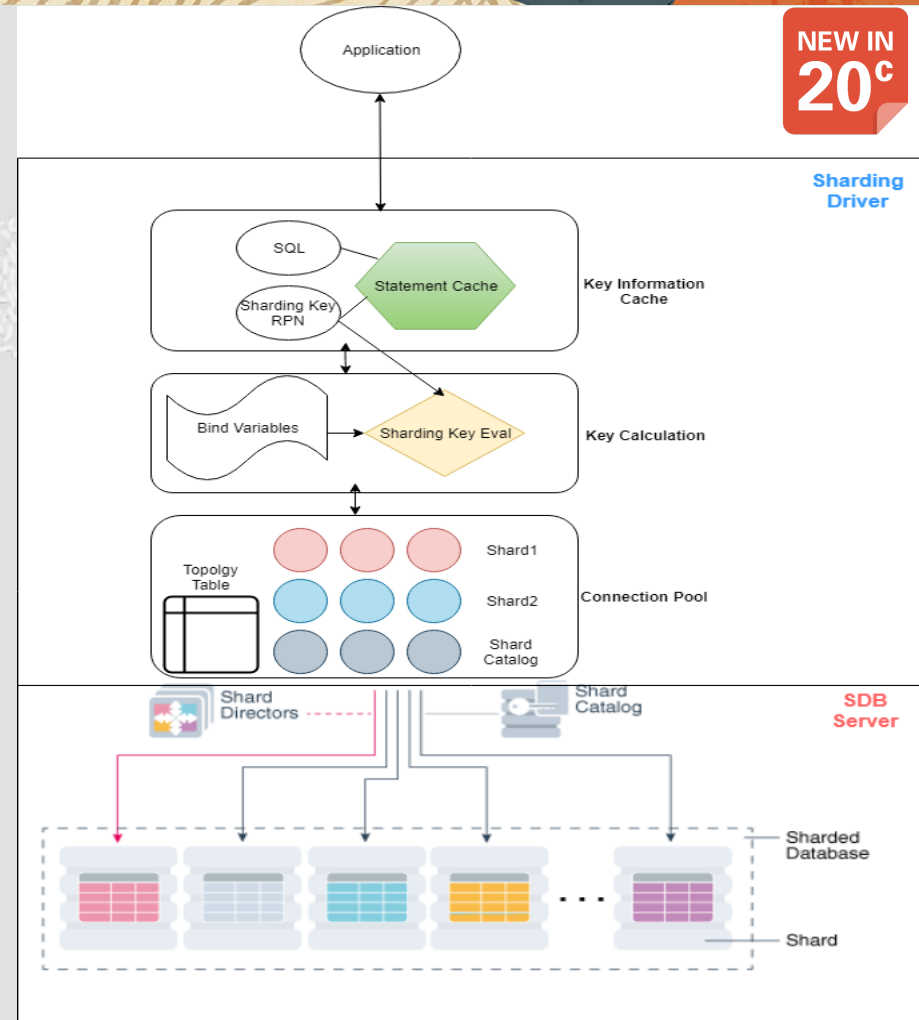 Application
NEW IN
20c
Sharding
Driver
SQL
Statement Cache
Sharding Key
RPN
Key Information
Cache
Bind Variables
Sharding Key Eval
Key Calculation
Topolgy
Table
Shard1
Shard2
Shard
Catalog
Connection Pool
Shard
Directors
Shard
Catalog
SDB
Server
Sharded
Database
Shard